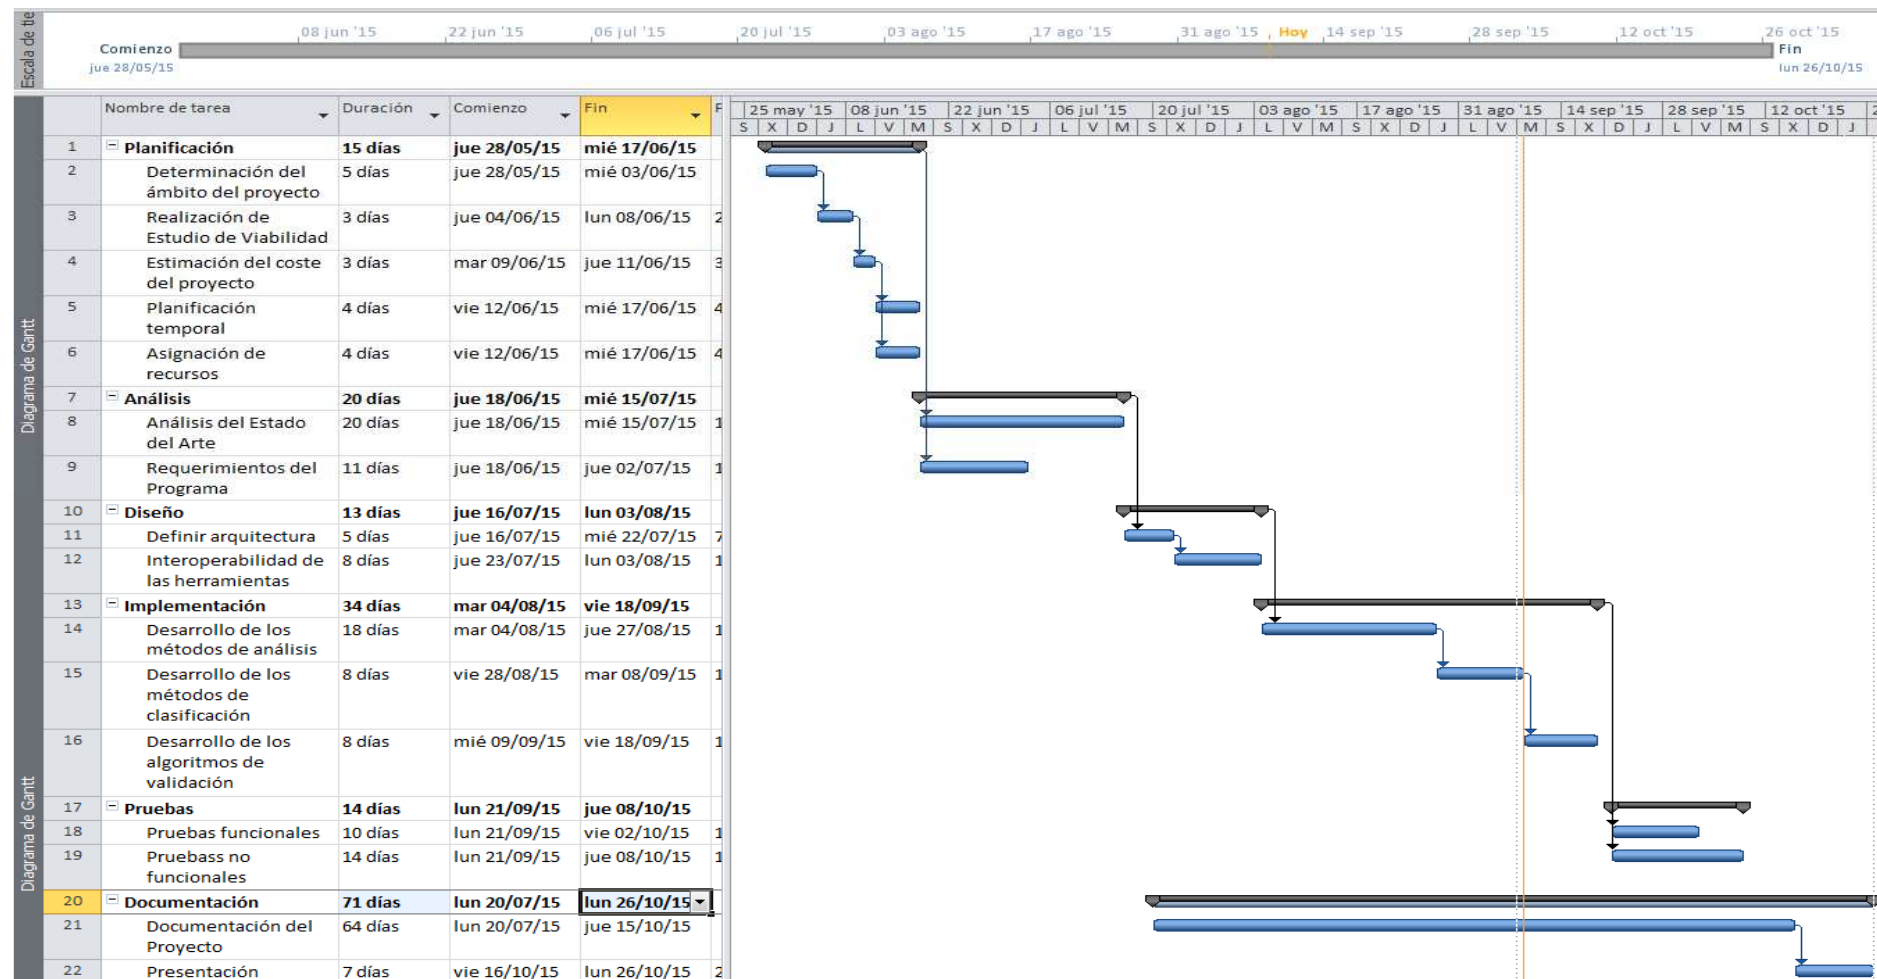 Escala de tie
08 jun '15 22 jun '15 06 jul '15 20 jul '15 03 ago '15 17 ago '15 31 ago '15 Hoy 14 sep '15 28 sep '15 12 oct '15 26 oct '15
Comienzo Fin
jue 28/05/15 lun 26/10/15
Nombre de tarea Duración Comienzo Fin 25 may '15 08 jun '15 22 jun '15 06 jul '15 20 jul '15 03 ago '15 17 ago '15 31 ago '15 14 sep '15 28 sep '15 12 oct '15
S X D J L V M S X D J L V M S X D J L V M S X D J L V M S X D J L V M S X D J
Diagrama de Gantt
1 Planificación 15 días jue 28/05/15 mié 17/06/15
2 Determinación del 5 días jue 28/05/15 mié 03/06/15
ámbito del proyecto
3 Realización de 3 días jue 04/06/15 lun 08/06/15 2
Estudio de Viabilidad
4 Estimación del coste 3 días mar 09/06/15 jue 11/06/15 3
del proyecto
5 Planificación 4 días vie 12/06/15 mié 17/06/15 4
temporal
6 Asignación de 4 días vie 12/06/15 mié 17/06/15 4
recursos
7 Análisis 20 días jue 18/06/15 mié 15/07/15
8 Análisis del Estado 20 días jue 18/06/15 mié 15/07/15 1
del Arte
9 Requerimientos del 11 días jue 18/06/15 jue 02/07/15 1
Programa
10 Diseño 13 días jue 16/07/15 lun 03/08/15
11 Definir arquitectura 5 días jue 16/07/15 mié 22/07/15 7
12 Interoperabilidad de 8 días jue 23/07/15 lun 03/08/15 1
las herramientas
13 Implementación 34 días mar 04/08/15 vie 18/09/15
14 Desarrollo de los 18 días mar 04/08/15 jue 27/08/15 1
métodos de análisis
15 Desarrollo de los 8 días vie 28/08/15 mar 08/09/15 1
métodos de
clasificación
16 Desarrollo de los 8 días mié 09/09/15 vie 18/09/15 1
algoritmos de
validación
Diagrama de Gantt
17 Pruebas 14 días lun 21/09/15 jue 08/10/15
18 Pruebas funcionales 10 días lun 21/09/15 vie 02/10/15 1
19 Pruebass no 14 días lun 21/09/15 jue 08/10/15 1
funcionales
20 Documentación 71 días lun 20/07/15 lun 26/10/15
21 Documentación del 64 días lun 20/07/15 jue 15/10/15
Proyecto
22 Presentación 7 días vie 16/10/15 lun 26/10/15 2